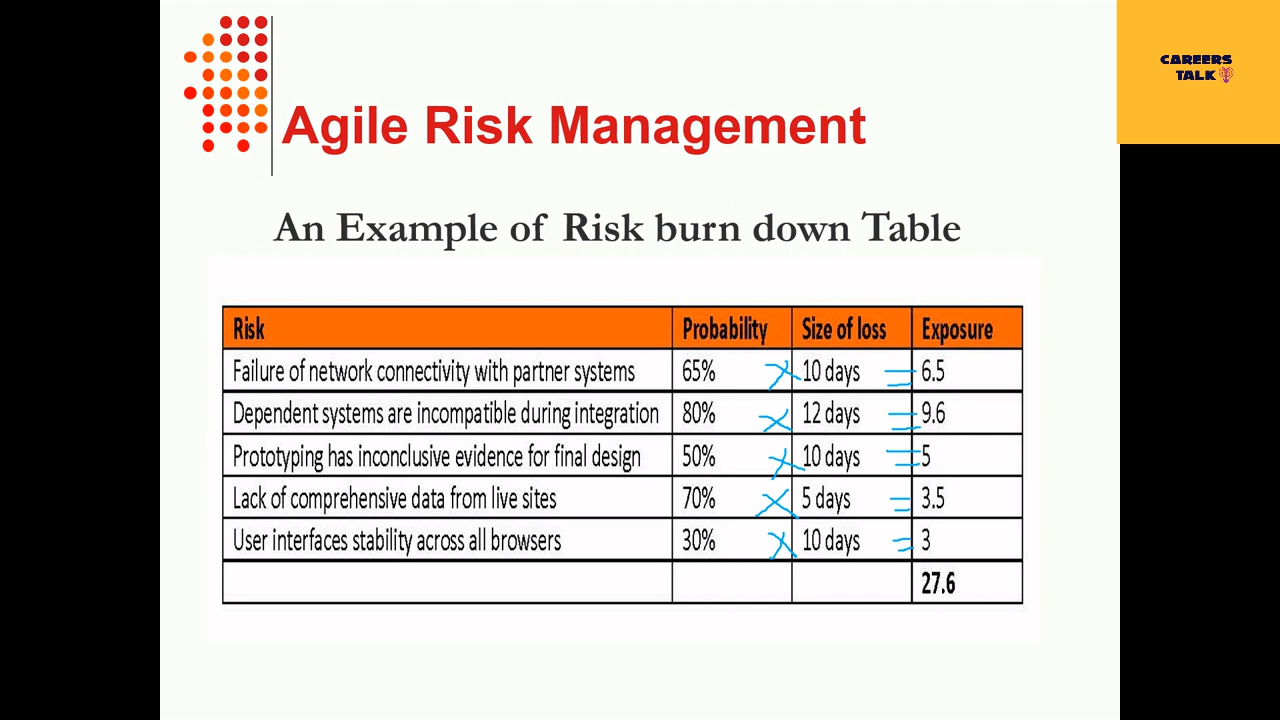 CAREERS
TALK
Agile Risk Management
An Example of Risk burn down Table
Risk Probability Size of loss Exposure
Failure of network connectivity with partner systems 65% × 10 days = 6.5
Dependent systems are incompatible during integration 80% × 12 days = 9.6
Prototyping has inconclusive evidence for final design 50% × 10 days = 5
Lack of comprehensive data from live sites 70% × 5 days = 3.5
User interfaces stability across all browsers 30% × 10 days = 3
27.6